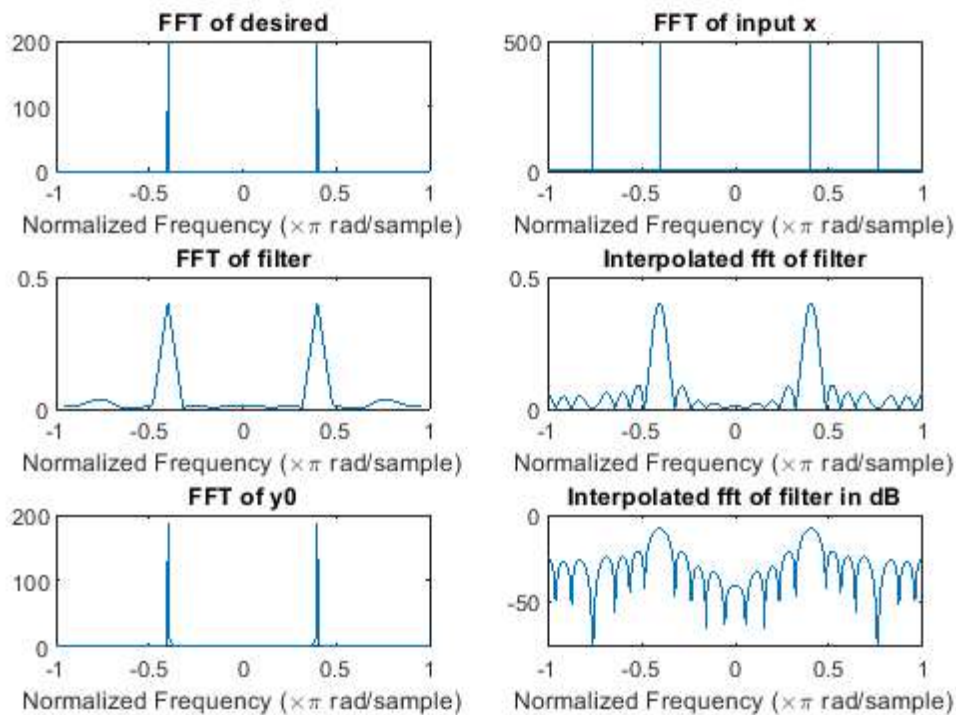 FFT of desired
200
100
0
-1 -0.5 0 0.5 1
Normalized Frequency (×π rad/sample)
FFT of input x
500
0
-1 -0.5 0 0.5 1
Normalized Frequency (×π rad/sample)
FFT of filter
0.5
0
-1 -0.5 0 0.5 1
Normalized Frequency (×π rad/sample)
Interpolated fft of filter
0.5
0
-1 -0.5 0 0.5 1
Normalized Frequency (×π rad/sample)
FFT of y0
200
100
0
-1 -0.5 0 0.5 1
Normalized Frequency (×π rad/sample)
Interpolated fft of filter in dB
0
-50
-1 -0.5 0 0.5 1
Normalized Frequency (×π rad/sample)